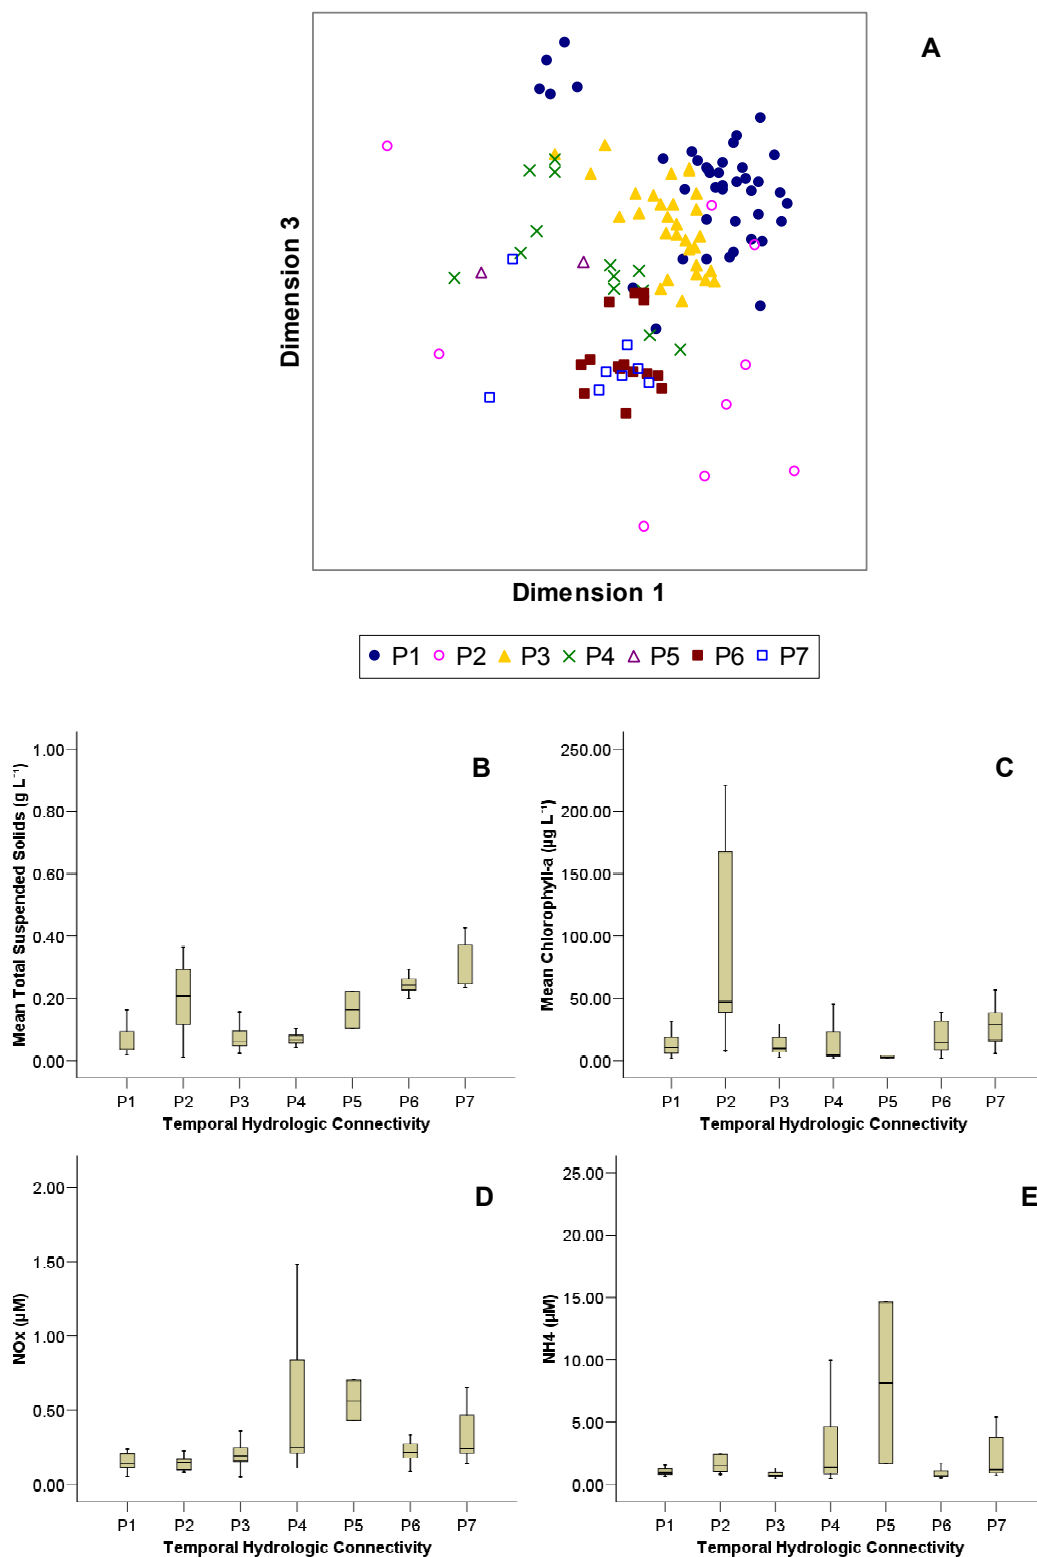 A
Dimension 3
Dimension 1
P1 P2 P3 P4 P5 P6 P7
B
Mean Total Suspended Solids (g L⁻¹)
1.00
0.80
0.60
0.40
0.20
0.00
P1 P2 P3 P4 P5 P6 P7
Temporal Hydrologic Connectivity
C
Mean Chlorophyll-a (µg L⁻¹)
250.00
200.00
150.00
100.00
50.00
0.00
P1 P2 P3 P4 P5 P6 P7
Temporal Hydrologic Connectivity
D
NOx (µM)
2.00
1.50
1.00
0.50
0.00
P1 P2 P3 P4 P5 P6 P7
Temporal Hydrologic Connectivity
E
NH4 (µM)
25.00
20.00
15.00
10.00
5.00
0.00
P1 P2 P3 P4 P5 P6 P7
Temporal Hydrologic Connectivity